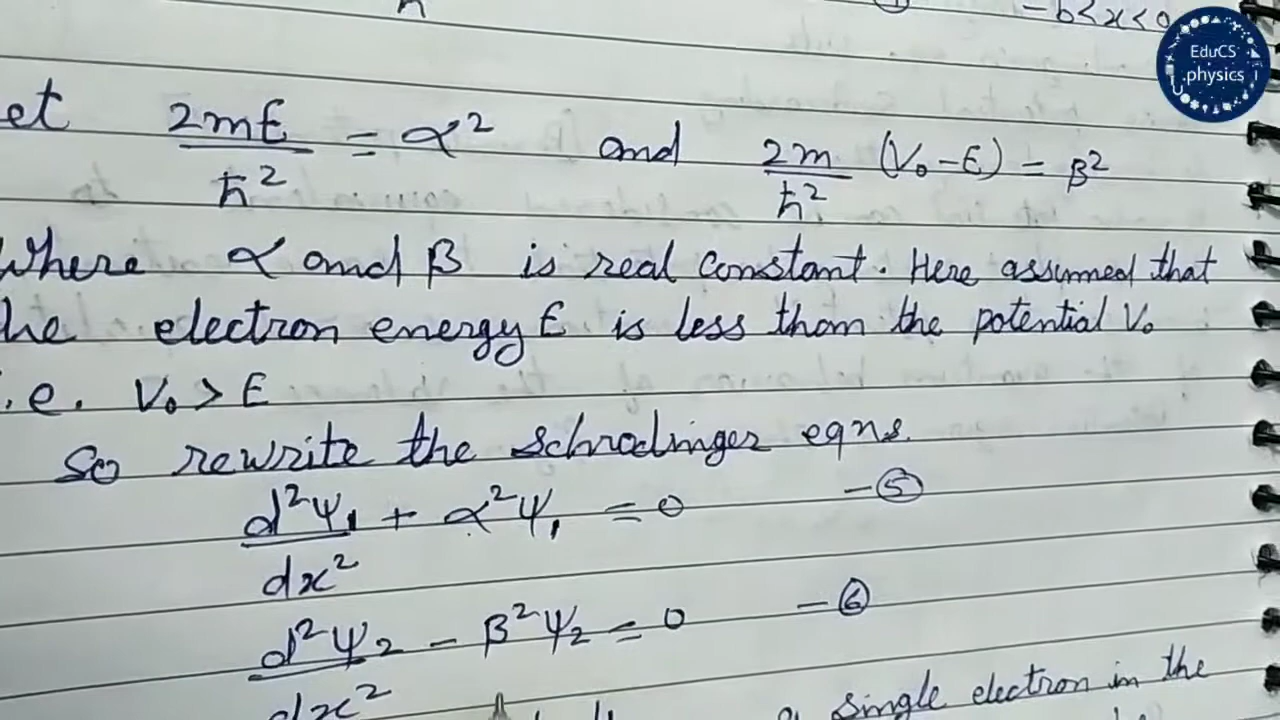 -b<x<0
EduCS
physics
et 2mE/ħ² = α² and 2m/ħ² (V₀-E) = β²
Where α and β is real constant. Here assumed that
he electron energy E is less than the potential V₀
i.e. V₀ > E
So rewrite the Schrodinger eqns.
d²Ψ₁/dx² + α²Ψ₁ = 0 -⑤
d²Ψ₂/dx² - β²Ψ₂ = 0 -⑥
a single electron in the